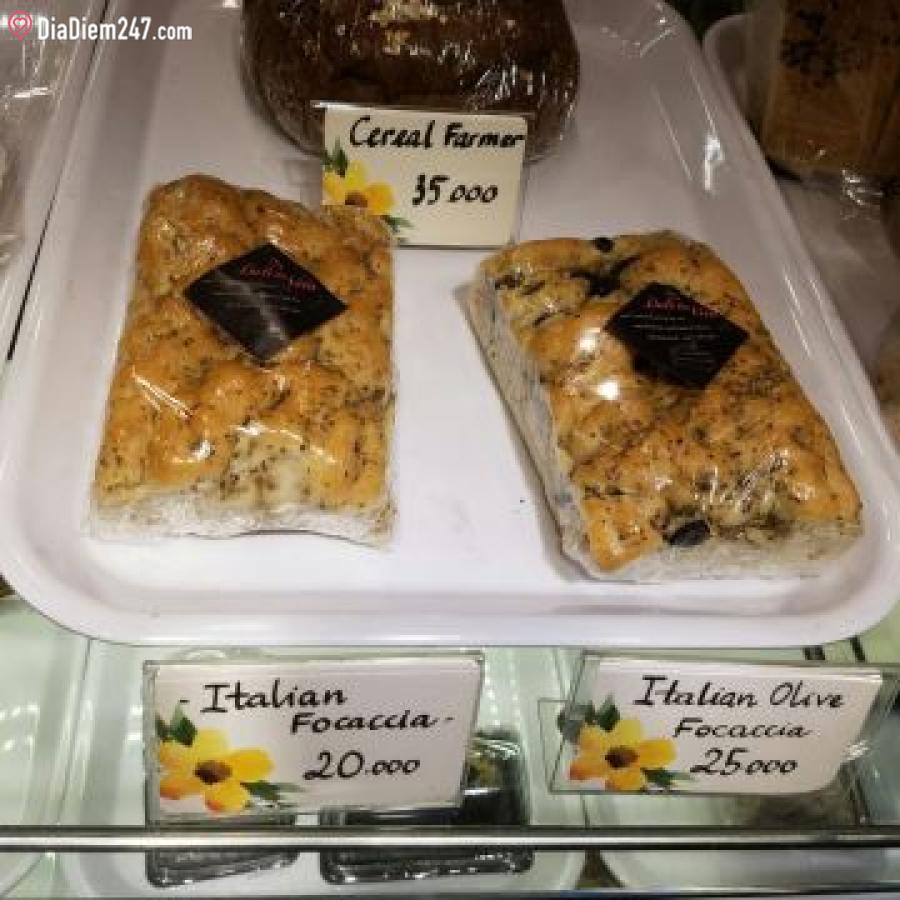 DiaDiem247.com
Cereal Farmer
35.000
- Italian
Focaccia -
20.000
Italian Olive
Focaccia
25.000